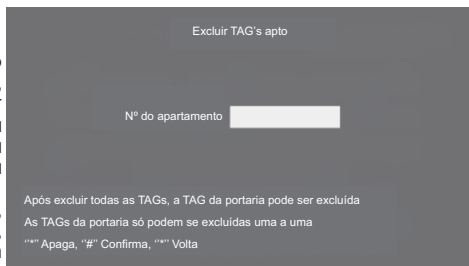 Excluir TAG's apto
Nº do apartamento
Após excluir todas as TAGs, a TAG da portaria pode ser excluída
As TAGs da portaria só podem se excluídas uma a uma
“*” Apaga, “#” Confirma, “*” Volta